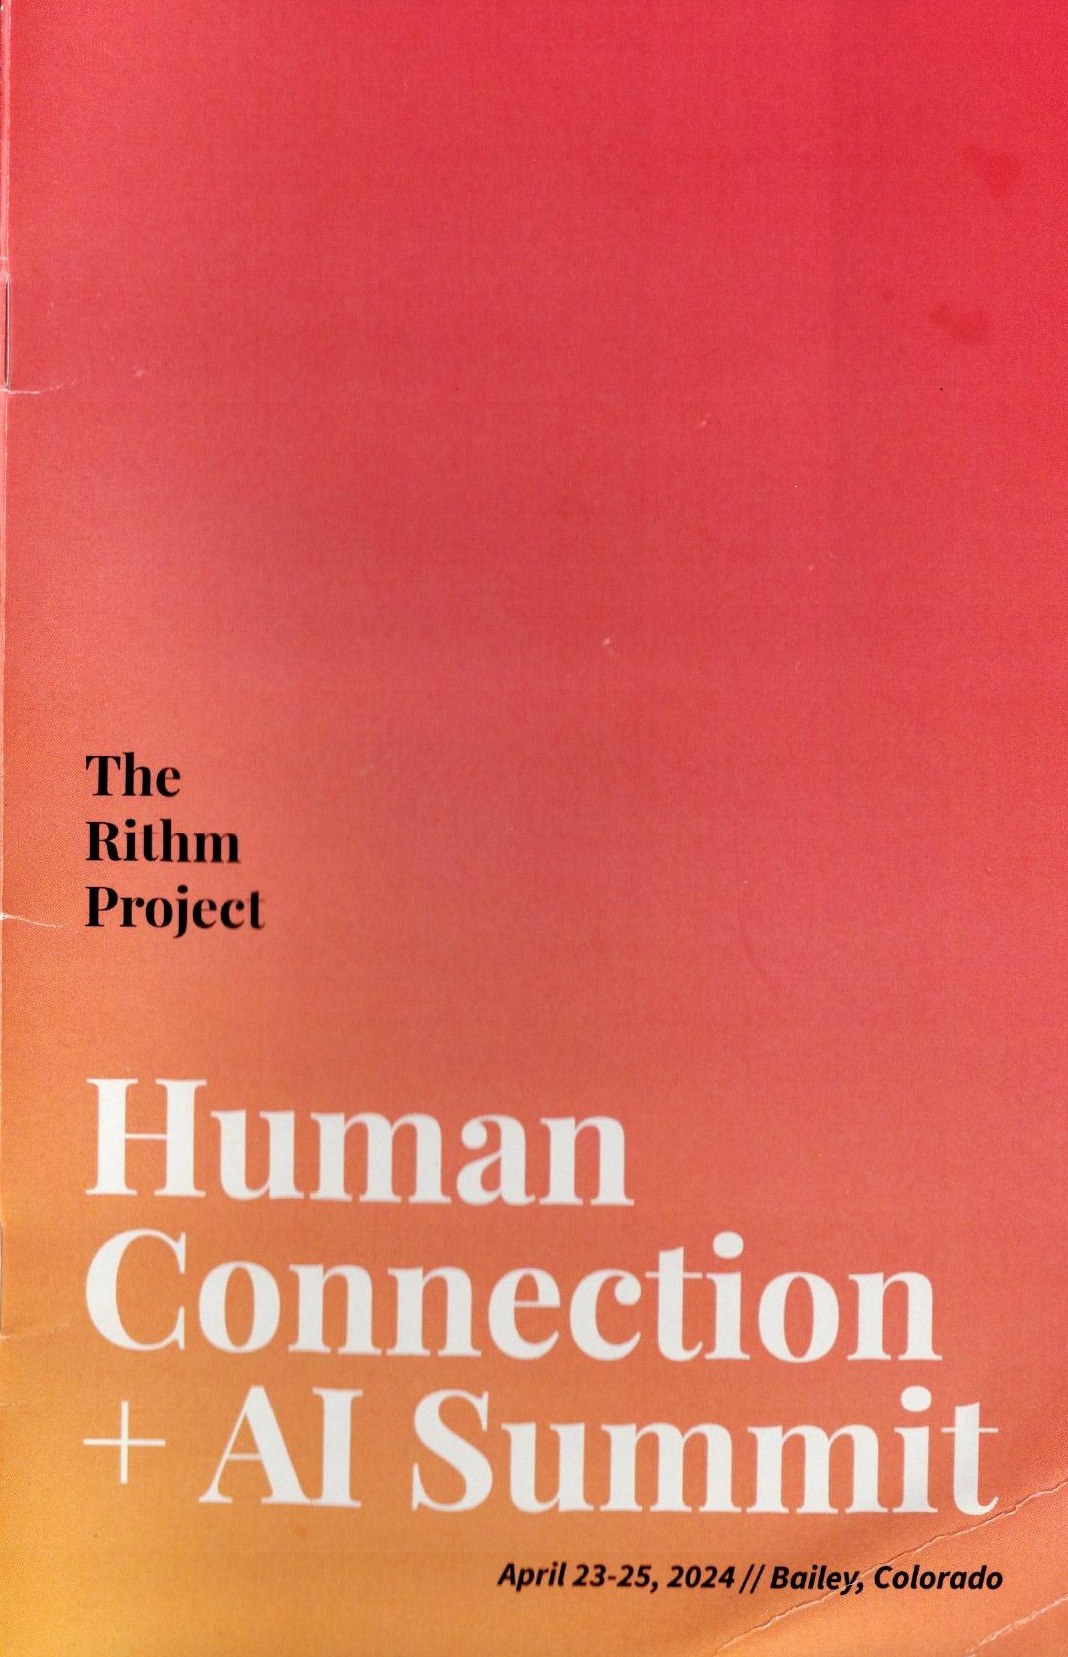 The
Rithm
Project
Human
Connection
+ AI Summit
April 23-25, 2024 // Bailey, Colorado